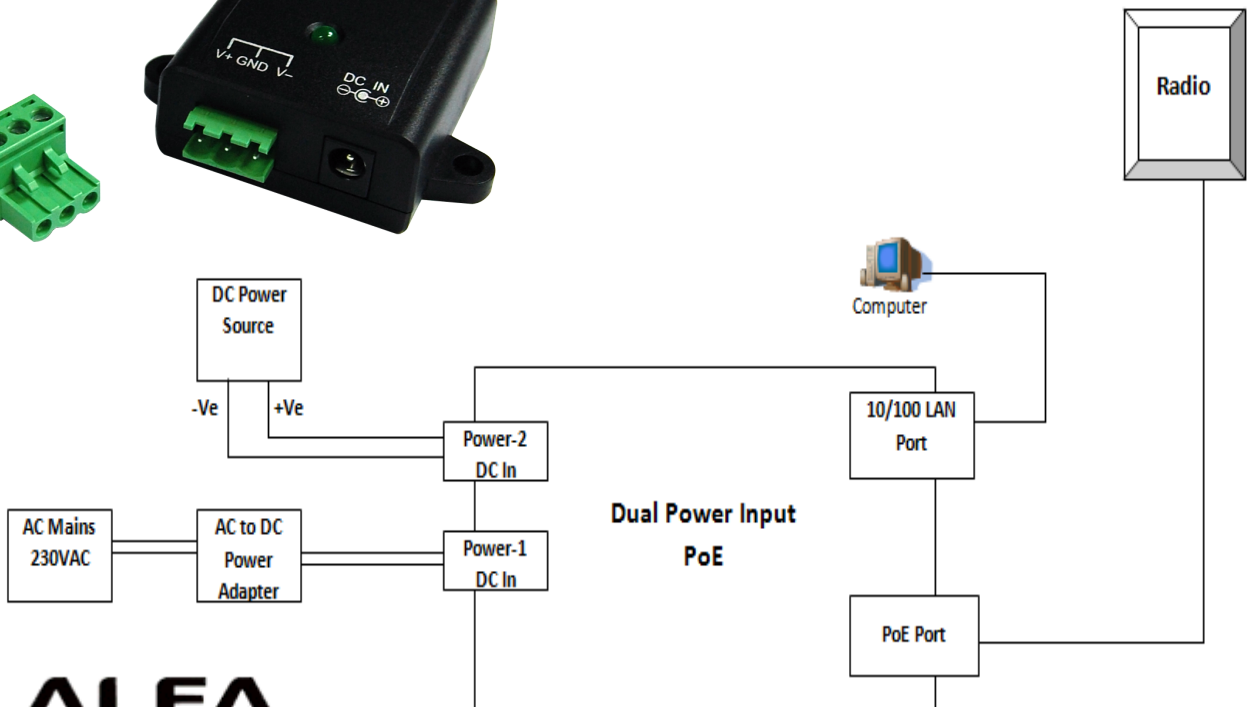 V+ GND V-
DC IN
Radio
Computer
DC Power
Source
-Ve
+Ve
10/100 LAN
Port
Power-2
DC In
Dual Power Input
PoE
AC Mains
230VAC
AC to DC
Power
Adapter
Power-1
DC In
PoE Port
ALFA